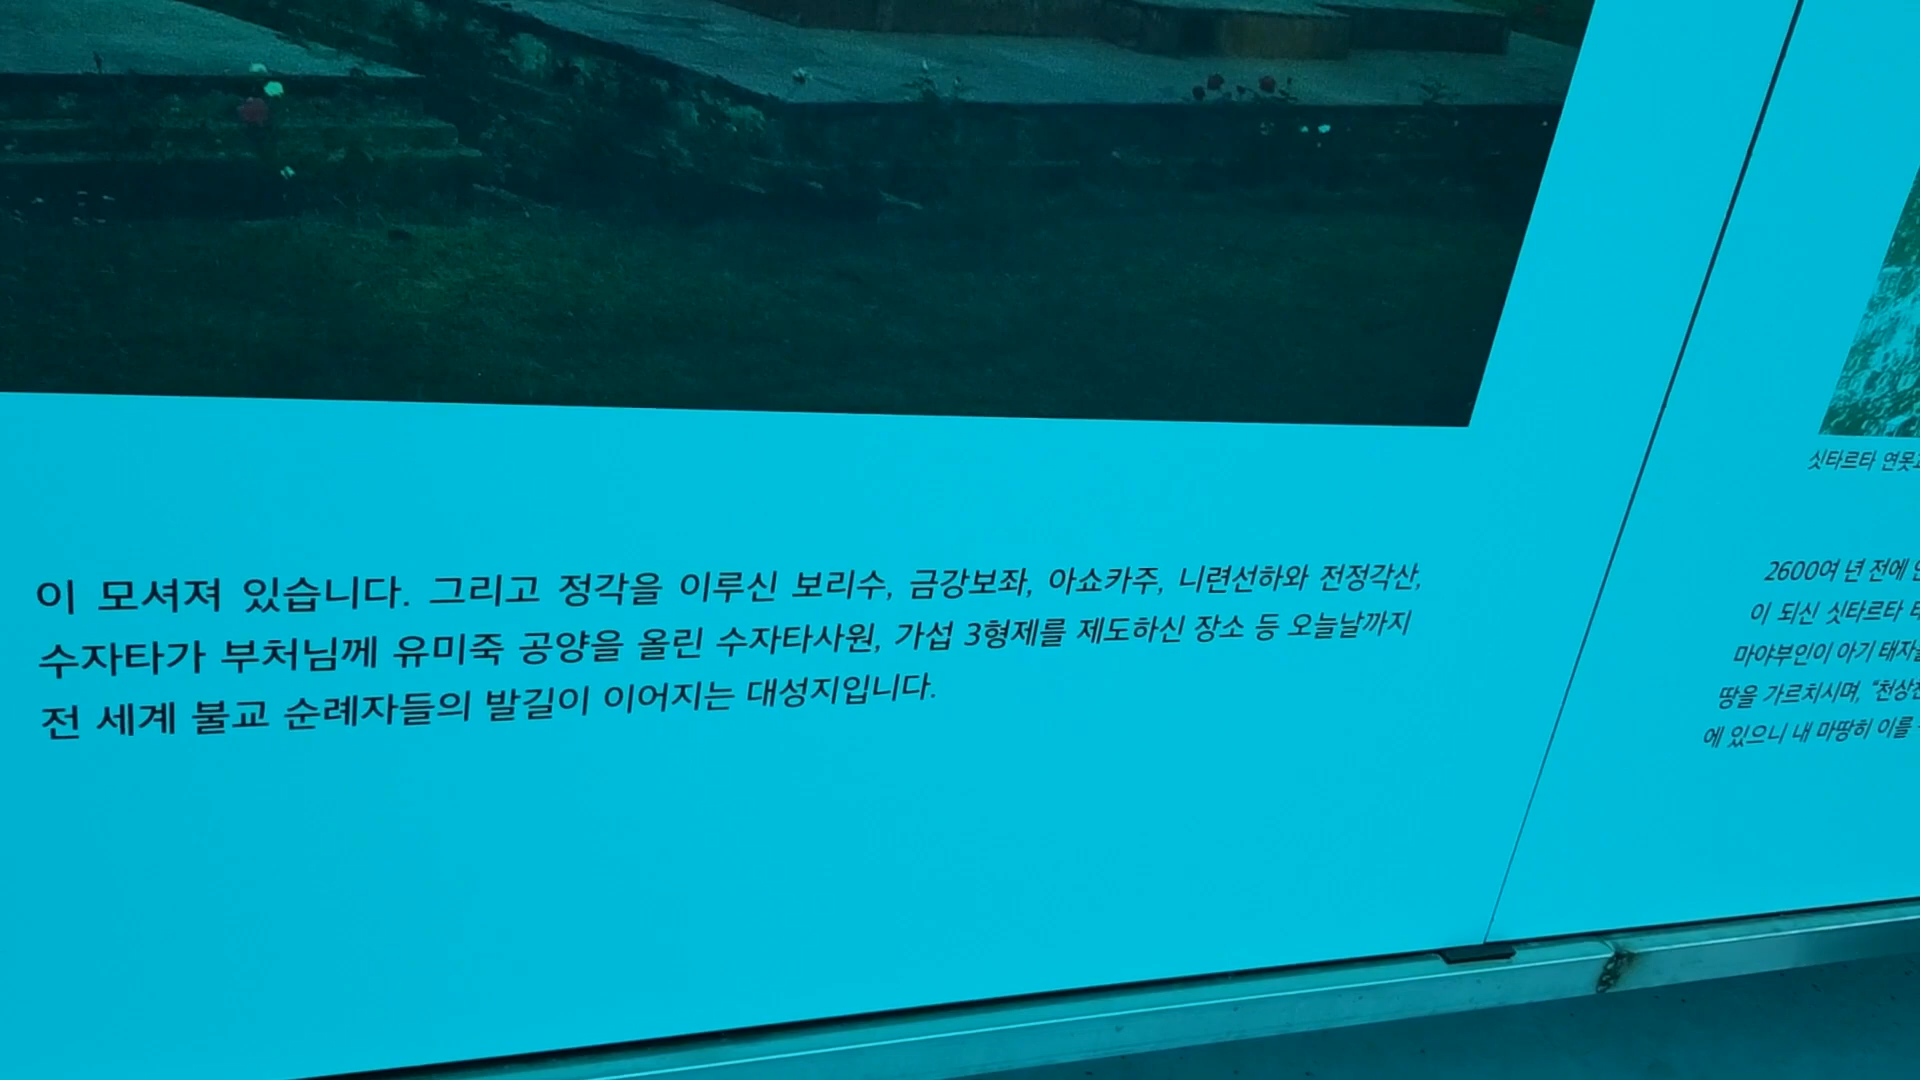 이 모셔져 있습니다. 그리고 정각을 이루신 보리수, 금강보좌, 아쇼카주, 니련선하와 전정각산,
수자타가 부처님께 유미죽 공양을 올린 수자타사원, 가섭 3형제를 제도하신 장소 등 오늘날까지
전 세계 불교 순례자들의 발길이 이어지는 대성지입니다.
싯타르타 연못
2600여 년 전에
이 되신 싯타르타
마야부인이 아기 태자를
땅을 가르치시며, “천상천
에 있으니 내 마땅히 이를